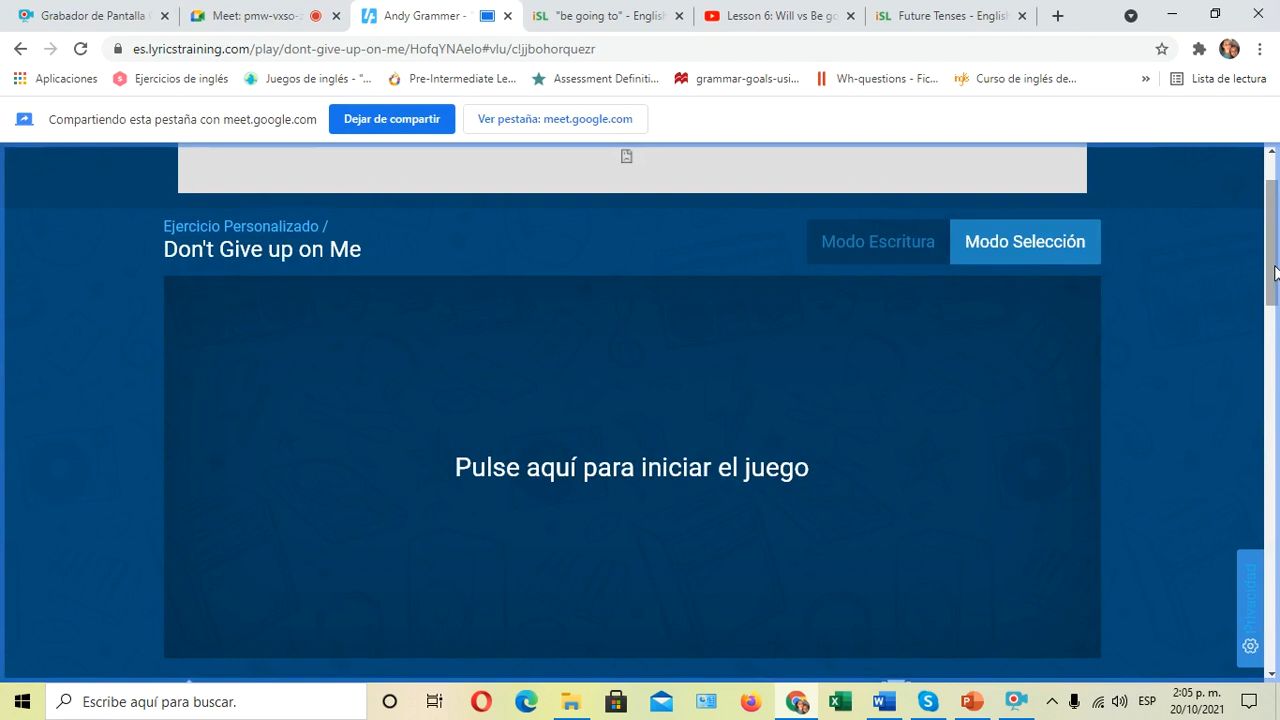 Grabador de Pantalla
Meet: pmw-vxso-z
Andy Grammer -
"be going to" - English
Lesson 6: Will vs Be go
Future Tenses - English
es.lyricstraining.com/play/dont-give-up-on-me/HofqYNAelo#vlu/cljjbohorquezr
Aplicaciones
Ejercicios de inglés
Juegos de inglés - "...
Pre-Intermediate Le...
Assessment Definiti...
grammar-goals-usi...
Wh-questions - Fic...
Curso de inglés de...
»
Lista de lectura
Compartiendo esta pestaña con meet.google.com
Dejar de compartir
Ver pestaña: meet.google.com
Ejercicio Personalizado /
Don't Give up on Me
Modo Escritura
Modo Selección
Pulse aquí para iniciar el juego
Privacidad
Escribe aquí para buscar.
ESP
2:05 p. m.
20/10/2021